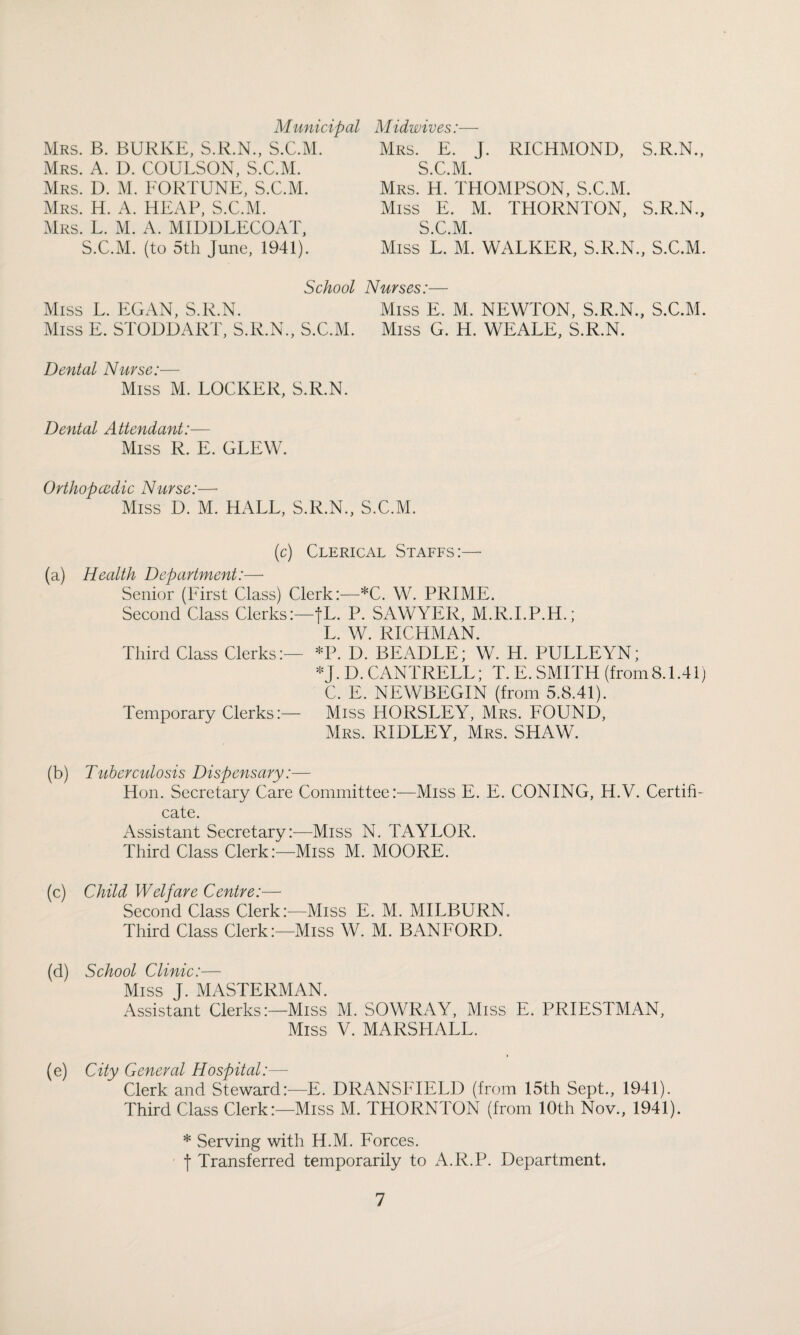 Municipal Midwives:—
Mrs. B. BURKE, S.R.N., S.C.M.
Mrs. A. D. COULSON, S.C.M.
Mrs. D. M. FORTUNE, S.C.M.
Mrs. H. A. HEAP, S.C.M.
Mrs. L. M. A. MIDDLECOAT,
S.C.M. (to 5th June, 1941).
Mrs. E. J. RICHMOND, S.R.N.,
S.C.M.
Mrs. H. THOMPSON, S.C.M.
Miss E. M. THORNTON, S.R.N.,
S.C.M.
Miss L. M. WALKER, S.R.N., S.C.M.
School Nurses:—
Miss L. EGAN, S.R.N.
Miss E. STODDART, S.R.N., S.C.M.
Miss E. M. NEWTON, S.R.N., S.C.M.
Miss G. H. WEALE, S.R.N.
Dental Nurse:—
Miss M. LOCKER, S.R.N.
Dental Attendant:—
Miss R. E. GLEW.
Orthopædic Nurse:—
Miss D. M. HALL, S.R.N., S.C.M.
(c) Clerical Staffs:—
(a) Health Department:—
Senior (First Class) Clerk:—*C. W. PRIME.
Second Class Clerks:—†L. P. SAWYER, M.R.I.P.H.;
L. W. RICHMAN.
Third Class Clerks:— *P. D. BEADLE; W. H. PULLEYN;
*J. D. CANTRELL; T. E. SMITH (from 8.1.41)
C. E. NEWBEGIN (from 5.8.41).
Temporary Clerks:— Miss HORSLEY, Mrs. FOUND,
Mrs. RIDLEY, Mrs. SHAW.
(b) Tuberculosis Dispensary:—
Hon. Secretary Care Committee:—Miss E. E. CONING, H.V. Certifi-
cate.
Assistant Secretary:—Miss N. TAYLOR.
Third Class Clerk:—Miss M. MOORE.
(c) Child Welfare Centre:—
Second Class Clerk:—Miss E. M. MILBURN.
Third Class Clerk:—Miss W. M. BANFORD.
(d) School Clinic:—
Miss J. MASTERMAN.
Assistant Clerks:—Miss M. SOWRAY, Miss E. PRIESTMAN,
Miss V. MARSHALL.
(e) City General Hospital:—
Clerk and Steward:—E. DRANSFIELD (from 15th Sept., 1941).
Third Class Clerk:—Miss M. THORNTON (from 10th Nov., 1941).
* Serving with H.M. Forces.
† Transferred temporarily to A.R.P. Department.
7